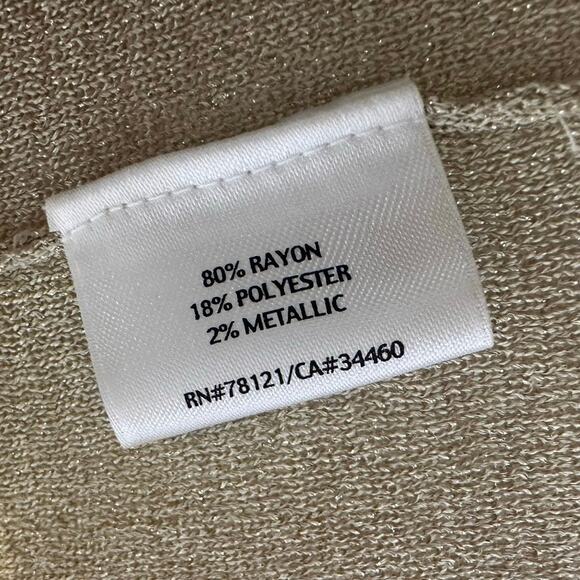 80% RAYON
18% POLYESTER
2% METALLIC
RN#78121/CA#34460